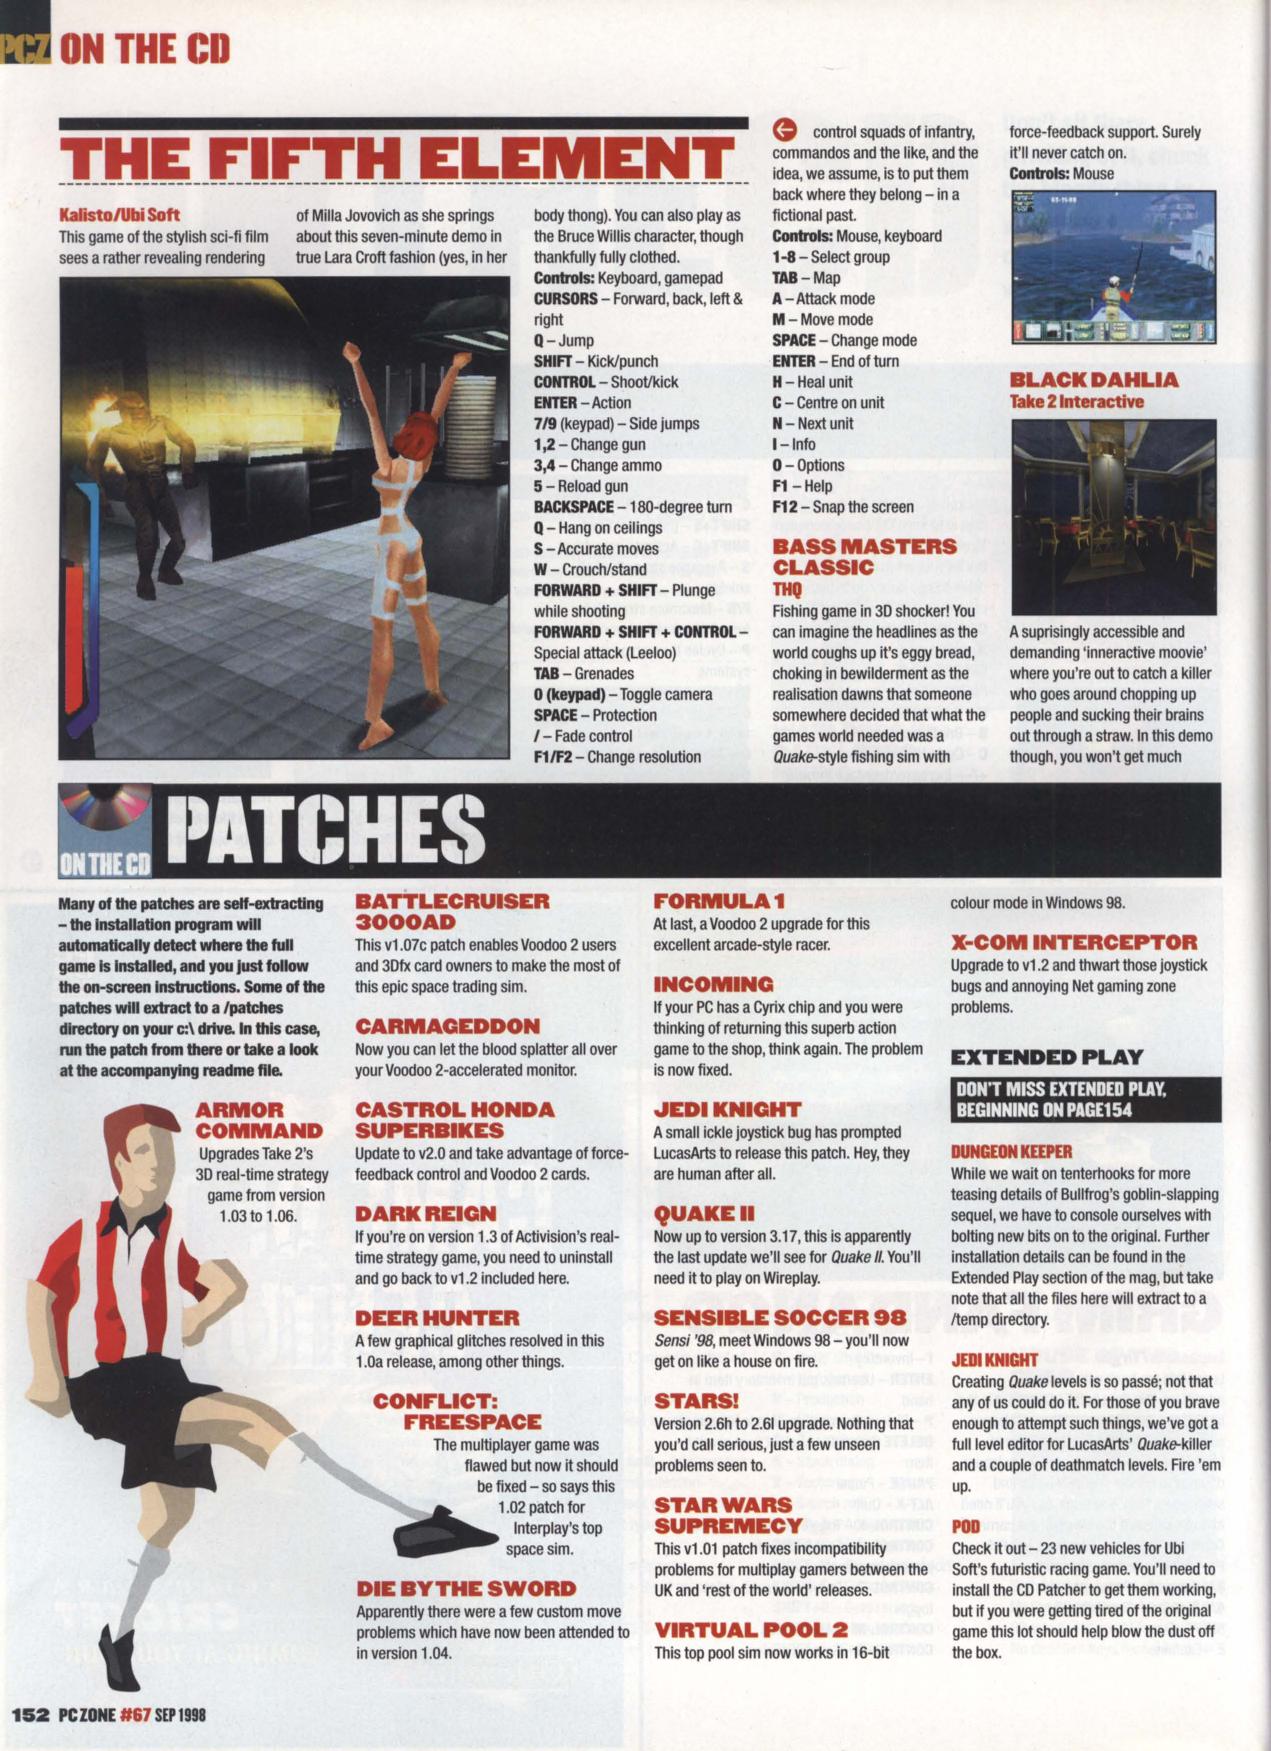 PCZ ON THE CD
THE FIFTH ELEMENT
Kalisto/Ubi Soft
This game of the stylish sci-fi film
sees a rather revealing rendering
of Milla Jovovich as she springs
about this seven-minute demo in
true Lara Croft fashion (yes, in her
body thong). You can also play as
the Bruce Willis character, though
thankfully fully clothed.
Controls: Keyboard, gamepad
CURSORS – Forward, back, left &
right
Q – Jump
SHIFT – Kick/punch
CONTROL – Shoot/kick
ENTER – Action
7/9 (keypad) – Side jumps
1,2 – Change gun
3,4 – Change ammo
5 – Reload gun
BACKSPACE – 180-degree turn
Q – Hang on ceilings
S – Accurate moves
W – Crouch/stand
FORWARD + SHIFT – Plunge
while shooting
FORWARD + SHIFT + CONTROL –
Special attack (Leeloo)
TAB – Grenades
0 (keypad) – Toggle camera
SPACE – Protection
/ – Fade control
F1/F2 – Change resolution
control squads of infantry,
commandos and the like, and the
idea, we assume, is to put them
back where they belong – in a
fictional past.
Controls: Mouse, keyboard
1-8 – Select group
TAB – Map
A – Attack mode
M – Move mode
SPACE – Change mode
ENTER – End of turn
H – Heal unit
C – Centre on unit
N – Next unit
I – Info
O – Options
F1 – Help
F12 – Snap the screen
BASS MASTERS
CLASSIC
THQ
Fishing game in 3D shocker! You
can imagine the headlines as the
world coughs up it's eggy bread,
choking in bewilderment as the
realisation dawns that someone
somewhere decided that what the
games world needed was a
Quake-style fishing sim with
force-feedback support. Surely
it'll never catch on.
Controls: Mouse
BLACK DAHLIA
Take 2 Interactive
A suprisingly accessible and
demanding 'inneractive moovie'
where you're out to catch a killer
who goes around chopping up
people and sucking their brains
out through a straw. In this demo
though, you won't get much
ON THE CD
PATCHES
Many of the patches are self-extracting
– the installation program will
automatically detect where the full
game is installed, and you just follow
the on-screen instructions. Some of the
patches will extract to a /patches
directory on your c:\ drive. In this case,
run the patch from there or take a look
at the accompanying readme file.
ARMOR
COMMAND
Upgrades Take 2's
3D real-time strategy
game from version
1.03 to 1.06.
BATTLECRUISER
3000AD
This v1.07c patch enables Voodoo 2 users
and 3Dfx card owners to make the most of
this epic space trading sim.
CARMAGEDDON
Now you can let the blood splatter all over
your Voodoo 2-accelerated monitor.
CASTROL HONDA
SUPERBIKES
Update to v2.0 and take advantage of force-
feedback control and Voodoo 2 cards.
DARK REIGN
If you're on version 1.3 of Activision's real-
time strategy game, you need to uninstall
and go back to v1.2 included here.
DEER HUNTER
A few graphical glitches resolved in this
1.0a release, among other things.
CONFLICT:
FREESPACE
The multiplayer game was
flawed but now it should
be fixed – so says this
1.02 patch for
Interplay's top
space sim.
DIE BY THE SWORD
Apparently there were a few custom move
problems which have now been attended to
in version 1.04.
FORMULA 1
At last, a Voodoo 2 upgrade for this
excellent arcade-style racer.
INCOMING
If your PC has a Cyrix chip and you were
thinking of returning this superb action
game to the shop, think again. The problem
is now fixed.
JEDI KNIGHT
A small ickle joystick bug has prompted
LucasArts to release this patch. Hey, they
are human after all.
QUAKE II
Now up to version 3.17, this is apparently
the last update we'll see for Quake II. You'll
need it to play on Wireplay.
SENSIBLE SOCCER 98
Sensi '98, meet Windows 98 – you'll now
get on like a house on fire.
STARS!
Version 2.6h to 2.6I upgrade. Nothing that
you'd call serious, just a few unseen
problems seen to.
STAR WARS
SUPREMECY
This v1.01 patch fixes incompatibility
problems for multiplay gamers between the
UK and 'rest of the world' releases.
VIRTUAL POOL 2
This top pool sim now works in 16-bit
colour mode in Windows 98.
X-COM INTERCEPTOR
Upgrade to v1.2 and thwart those joystick
bugs and annoying Net gaming zone
problems.
EXTENDED PLAY
DON'T MISS EXTENDED PLAY,
BEGINNING ON PAGE154
DUNGEON KEEPER
While we wait on tenterhooks for more
teasing details of Bullfrog's goblin-slapping
sequel, we have to console ourselves with
bolting new bits on to the original. Further
installation details can be found in the
Extended Play section of the mag, but take
note that all the files here will extract to a
/temp directory.
JEDI KNIGHT
Creating Quake levels is so passé; not that
any of us could do it. For those of you brave
enough to attempt such things, we've got a
full level editor for LucasArts' Quake-killer
and a couple of deathmatch levels. Fire 'em
up.
POD
Check it out – 23 new vehicles for Ubi
Soft's futuristic racing game. You'll need to
install the CD Patcher to get them working,
but if you were getting tired of the original
game this lot should help blow the dust off
the box.
152 PC ZONE #67 SEP 1998